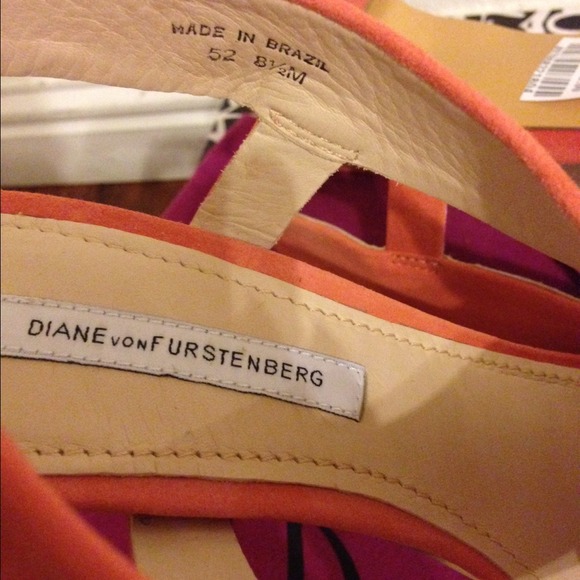 MADE IN BRAZIL
52 8½M
DIANE VON FURSTENBERG